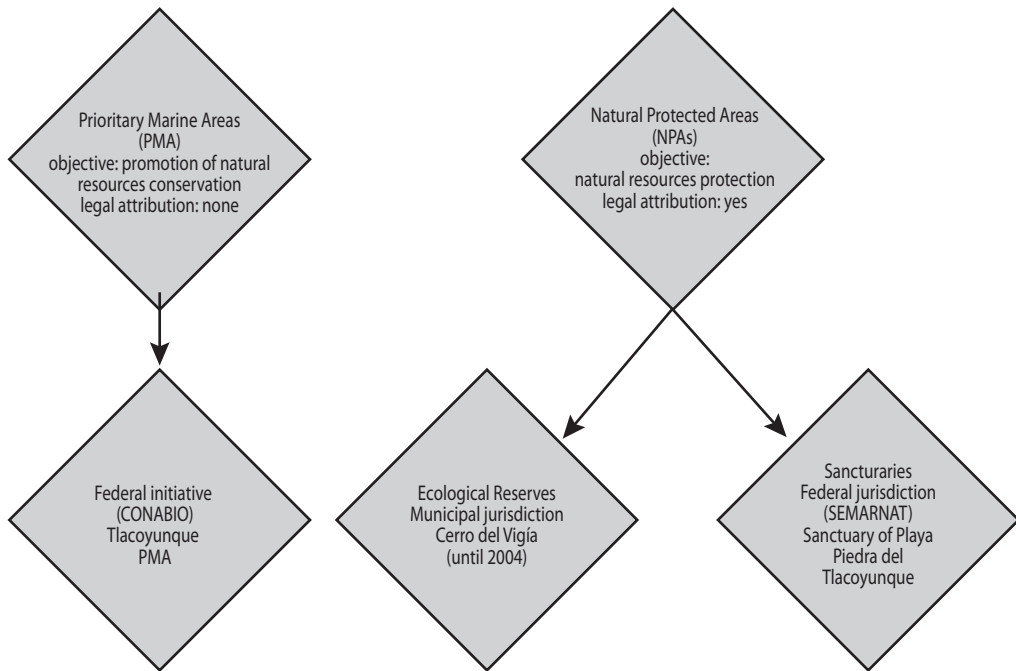 Prioritary Marine Areas
(PMA)
objective: promotion of natural
resources conservation
legal attribution: none
Natural Protected Areas
(NPAs)
objective:
natural resources protection
legal attribution: yes
Federal initiative
(CONABIO)
Tlacoyunque
PMA
Ecological Reserves
Municipal jurisdiction
Cerro del Vigía
(until 2004)
Sancturaries
Federal jurisdiction
(SEMARNAT)
Sanctuary of Playa
Piedra del
Tlacoyunque